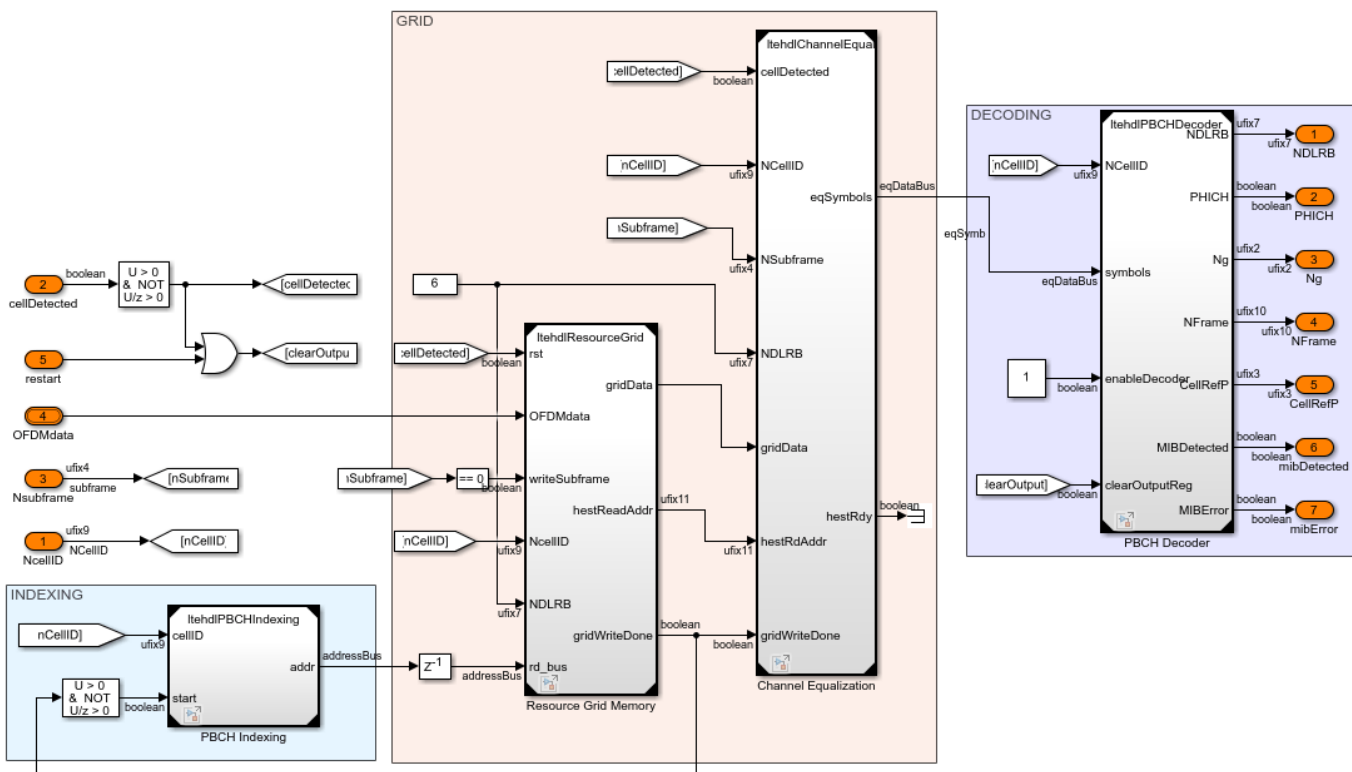 GRID
ltehdlChannelEqual
cellDetected]
boolean
cellDetected
DECODING
ltehdlPBCHDecoder
NDLRB
ufix7
ufix7
1
NDLRB
[nCellID]
ufix9
NCellID
[nCellID]
ufix9
NCellID
eqSymbols
eqDataBus
PHICH
boolean
boolean
2
PHICH
nSubframe]
ufix4
NSubframe
eqSymb
Ng
ufix2
ufix2
3
Ng
2
cellDetected
boolean
U > 0
& NOT
U/z > 0
[cellDetected
6
eqDataBus
symbols
NFrame
ufix10
ufix10
4
NFrame
ltehdlResourceGrid
5
restart
[clearOutpu
cellDetected]
boolean
rst
ufix7
NDLRB
gridData
1
boolean
enableDecoder
CellRefP
ufix3
ufix3
5
CellRefP
4
OFDMdata
OFDMdata
gridData
MIBDetected
boolean
boolean
6
mibDetected
3
Nsubframe
ufix4
subframe
[nSubframe
nSubframe]
== 0
boolean
writeSubframe
hestReadAddr
ufix11
hestRdy
boolean
learOutput]
boolean
clearOutputReg
MIBError
boolean
boolean
7
mibError
1
NcellID
ufix9
NCellID
[nCellID]
[nCellID]
ufix9
NcellID
ufix11
hestRdAddr
PBCH Decoder
INDEXING
ltehdlPBCHIndexing
nCellID]
ufix9
cellID
ufix7
NDLRB
gridWriteDone
boolean
boolean
gridWriteDone
addr
addressBus
z-1
addressBus
rd_bus
U > 0
& NOT
U/z > 0
boolean
start
PBCH Indexing
Resource Grid Memory
Channel Equalization